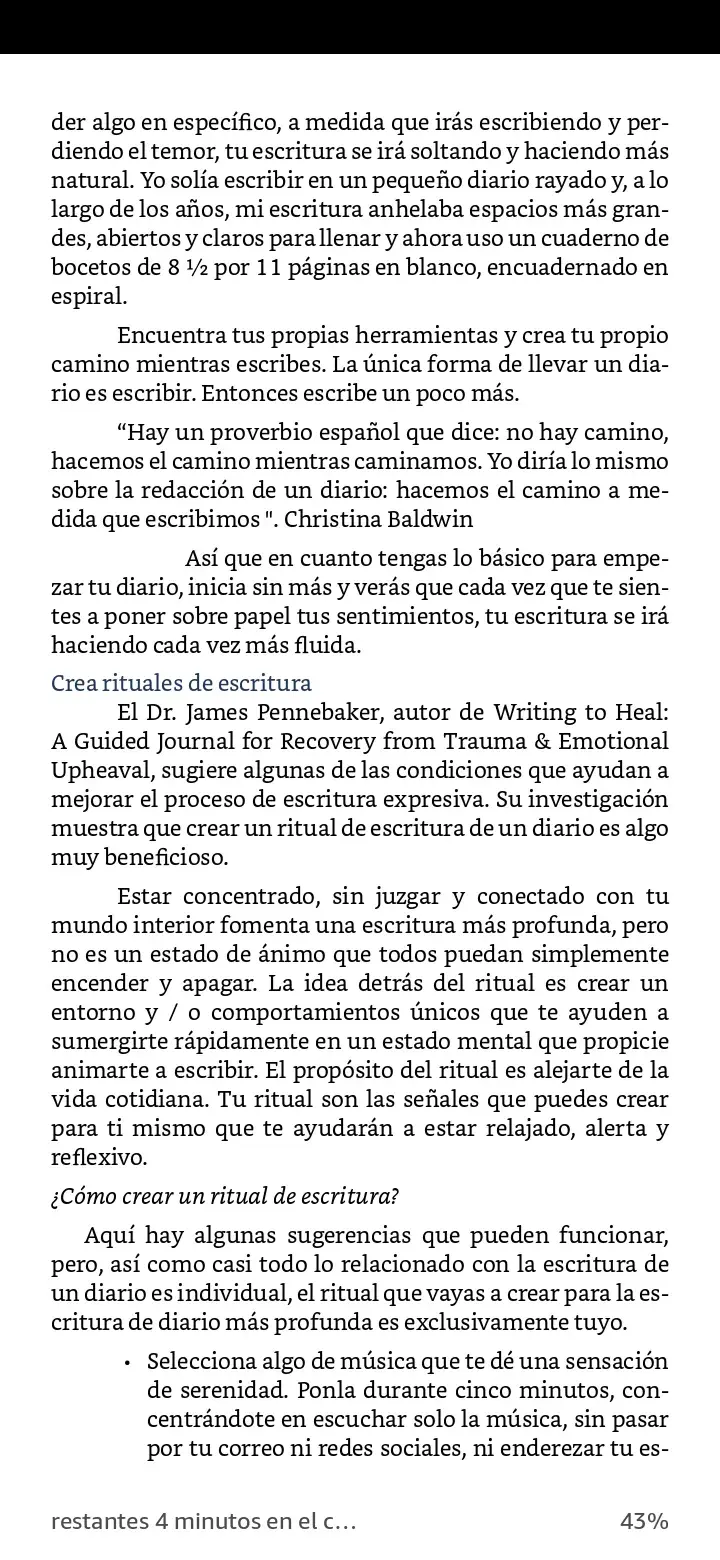 der algo en específico, a medida que irás escribiendo y per-
diendo el temor, tu escritura se irá soltando y haciendo más
natural. Yo solía escribir en un pequeño diario rayado y, a lo
largo de los años, mi escritura anhelaba espacios más gran-
des, abiertos y claros para llenar y ahora uso un cuaderno de
bocetos de 8 ½ por 11 páginas en blanco, encuadernado en
espiral.
Encuentra tus propias herramientas y crea tu propio
camino mientras escribes. La única forma de llevar un dia-
rio es escribir. Entonces escribe un poco más.
“Hay un proverbio español que dice: no hay camino,
hacemos el camino mientras caminamos. Yo diría lo mismo
sobre la redacción de un diario: hacemos el camino a me-
dida que escribimos ". Christina Baldwin
Así que en cuanto tengas lo básico para empe-
zar tu diario, inicia sin más y verás que cada vez que te sien-
tes a poner sobre papel tus sentimientos, tu escritura se irá
haciendo cada vez más fluida.
Crea rituales de escritura
El Dr. James Pennebaker, autor de Writing to Heal:
A Guided Journal for Recovery from Trauma & Emotional
Upheaval, sugiere algunas de las condiciones que ayudan a
mejorar el proceso de escritura expresiva. Su investigación
muestra que crear un ritual de escritura de un diario es algo
muy beneficioso.
Estar concentrado, sin juzgar y conectado con tu
mundo interior fomenta una escritura más profunda, pero
no es un estado de ánimo que todos puedan simplemente
encender y apagar. La idea detrás del ritual es crear un
entorno y / o comportamientos únicos que te ayuden a
sumergirte rápidamente en un estado mental que propicie
animarte a escribir. El propósito del ritual es alejarte de la
vida cotidiana. Tu ritual son las señales que puedes crear
para ti mismo que te ayudarán a estar relajado, alerta y
reflexivo.
¿Cómo crear un ritual de escritura?
Aquí hay algunas sugerencias que pueden funcionar,
pero, así como casi todo lo relacionado con la escritura de
un diario es individual, el ritual que vayas a crear para la es-
critura de diario más profunda es exclusivamente tuyo.
• Selecciona algo de música que te dé una sensación
de serenidad. Ponla durante cinco minutos, con-
centrándote en escuchar solo la música, sin pasar
por tu correo ni redes sociales, ni enderezar tu es-
restantes 4 minutos en el c... 43%